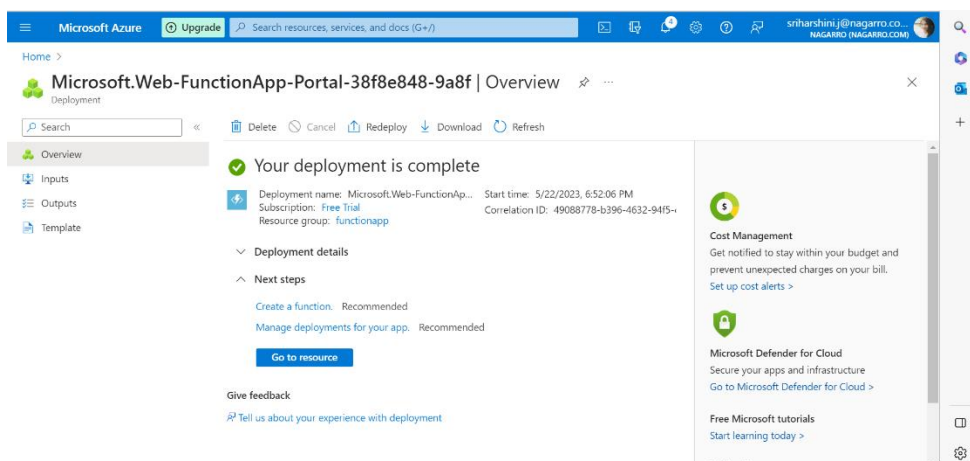 Microsoft Azure
Upgrade
Search resources, services, and docs (G+/)
4
sriharshini.j@nagarro.co...
NAGARRO (NAGARRO.COM)
Home >
Microsoft.Web-FunctionApp-Portal-38f8e848-9a8f | Overview
Deployment
Search
Delete Cancel Redeploy Download Refresh
Overview
Inputs
Outputs
Template
Your deployment is complete
Deployment name: Microsoft.Web-FunctionAp...
Subscription: Free Trial
Resource group: functionapp
Start time: 5/22/2023, 6:52:06 PM
Correlation ID: 49088778-b396-4632-94f5-
Deployment details
Next steps
Create a function. Recommended
Manage deployments for your app. Recommended
Go to resource
Give feedback
Tell us about your experience with deployment
Cost Management
Get notified to stay within your budget and
prevent unexpected charges on your bill.
Set up cost alerts >
Microsoft Defender for Cloud
Secure your apps and infrastructure
Go to Microsoft Defender for Cloud >
Free Microsoft tutorials
Start learning today >